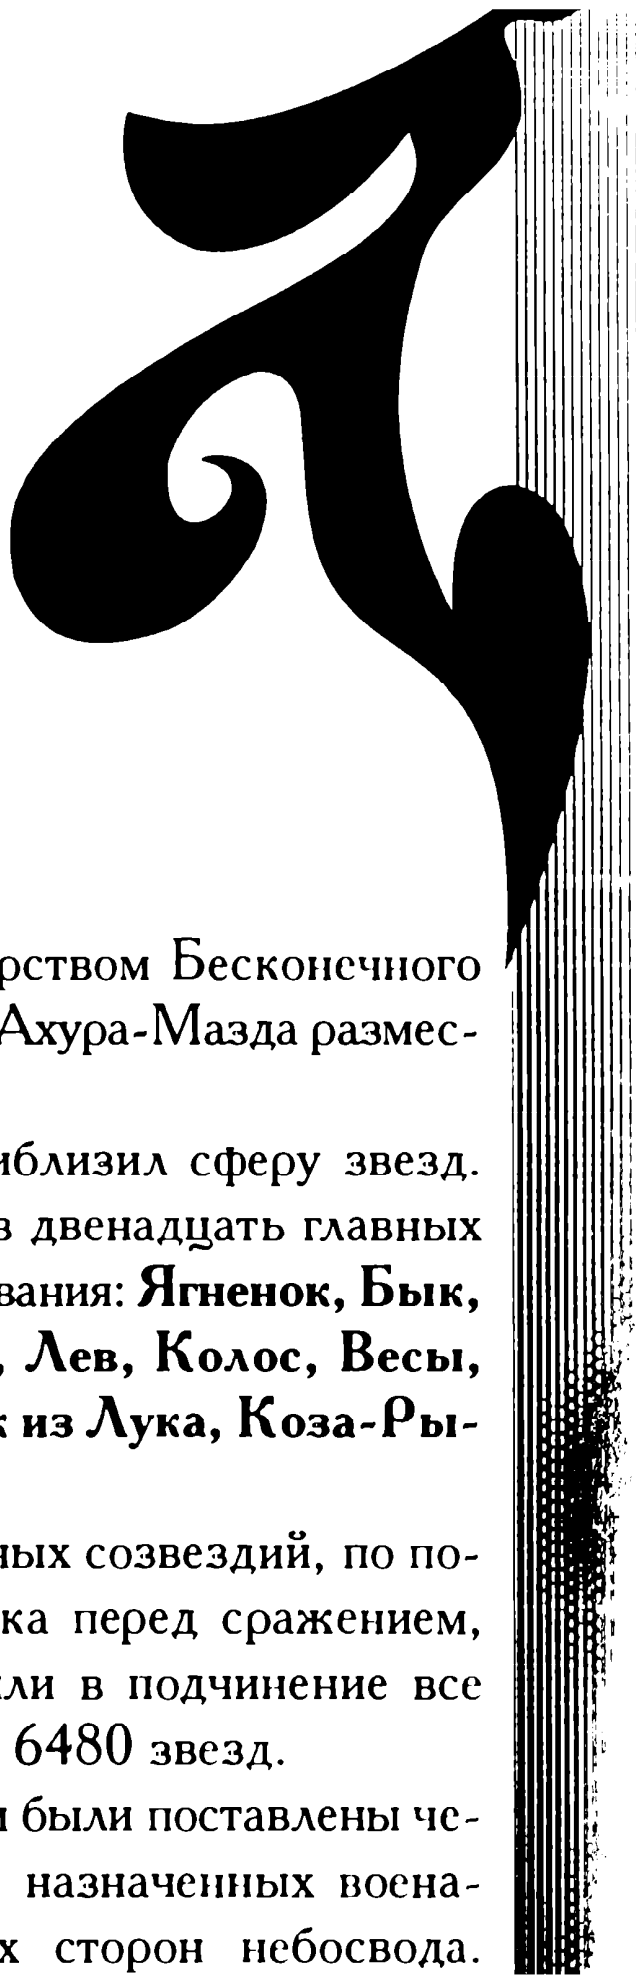 рством Бесконечного
Ахура-Мазда размес-
иблизил сферу звезд.
в двенадцать главных
вания: Ягненок, Бык,
, Лев, Колос, Весы,
к из Лука, Коза-Ры-
ных созвездий, по по-
ка перед сражением,
или в подчинение все
6480 звезд.
и были поставлены че-
назначенных воена-
х сторон небосвода.